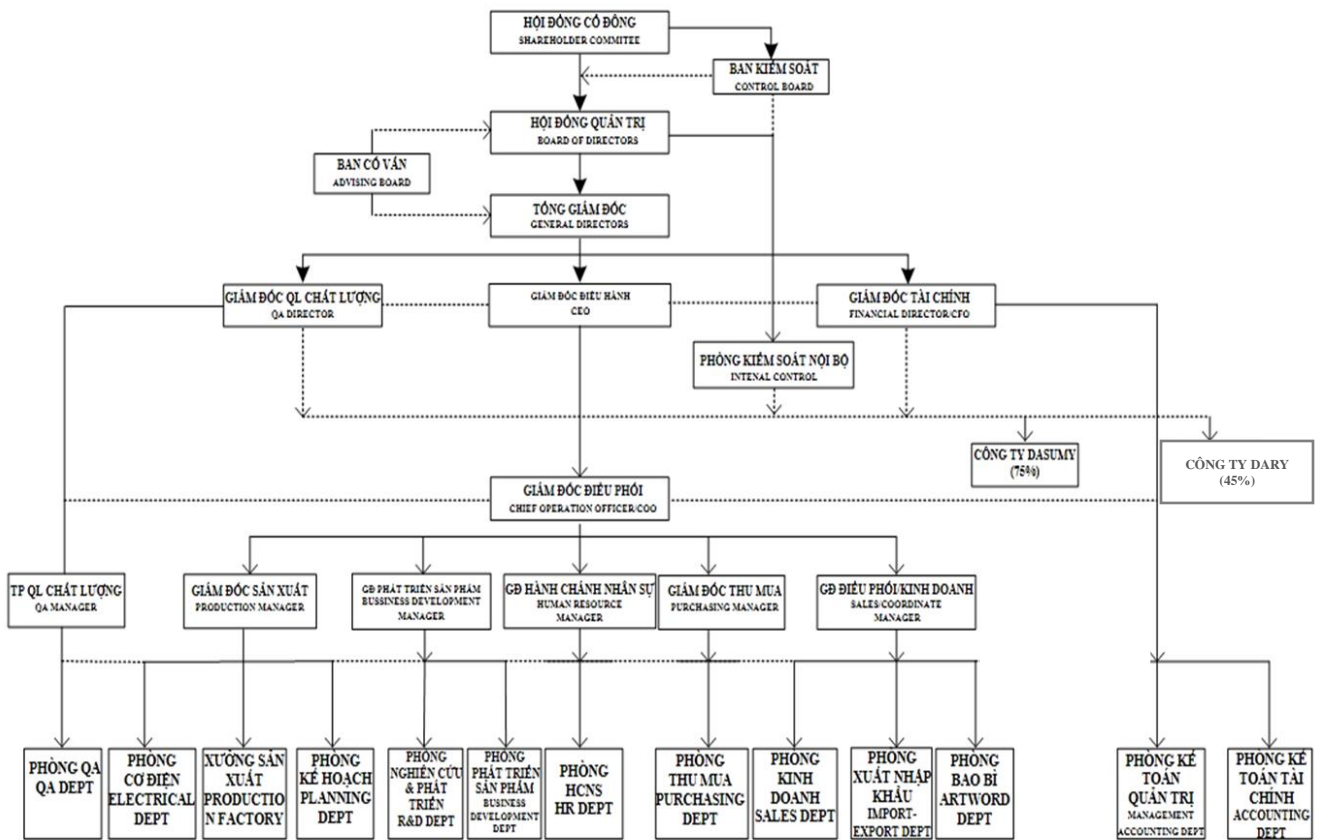 HỘI ĐỒNG CỔ ĐÔNG
SHAREHOLDER COMMITEE
BAN KIỂM SOÁT
CONTROL BOARD
HỘI ĐỒNG QUẢN TRỊ
BOARD OF DIRECTORS
BAN CỐ VẤN
ADVISING BOARD
TỔNG GIÁM ĐỐC
GENERAL DIRECTORS
GIÁM ĐỐC QL CHẤT LƯỢNG
QA DIRECTOR
GIÁM ĐỐC ĐIỀU HÀNH
CEO
GIÁM ĐỐC TÀI CHÍNH
FINANCIAL DIRECTOR/CFO
PHÒNG KIỂM SOÁT NỘI BỘ
INTENAL CONTROL
CÔNG TY DASUMY
(75%)
CÔNG TY DARY
(45%)
GIÁM ĐỐC ĐIỀU PHỐI
CHIEF OPERATION OFFICER/COO
TP QL CHẤT LƯỢNG
QA MANAGER
GIÁM ĐỐC SẢN XUẤT
PRODUCTION MANAGER
GĐ PHÁT TRIỂN SẢN PHẨM
BUSSINESS DEVELOPMENT
MANAGER
GĐ HÀNH CHÁNH NHÂN SỰ
HUMAN RESOURCE
MANAGER
GIÁM ĐỐC THU MUA
PURCHASING MANAGER
GĐ ĐIỀU PHỐI/KINH DOANH
SALES/COORDINATE
MANAGER
PHÒNG QA
QA DEPT
PHÒNG
CƠ ĐIỆN
ELECTRICAL
DEPT
XƯỞNG SẢN
XUẤT
PRODUCTIO
N FACTORY
PHÒNG
KẾ HOẠCH
PLANNING
DEPT
PHÒNG
NGHIÊN CỨU
& PHÁT
TRIỂN
R&D DEPT
PHÒNG
PHÁT TRIỂN
SẢN PHẨM
BUSINESS
DEVELOPMENT
DEPT
PHÒNG
HCNS
HR DEPT
PHÒNG
THU MUA
PURCHASING
DEPT
PHÒNG
KINH
DOANH
SALES DEPT
PHÒNG
XUẤT NHẬP
KHẨU
IMPORT-
EXPORT DEPT
PHÒNG
BAO BÌ
ARTWORD
DEPT
PHÒNG KẾ
TOÁN
QUẢN TRỊ
MANAGEMENT
ACCOUNTING DEPT
PHÒNG KẾ
TOÁN TÀI
CHÍNH
ACCOUNTING
DEPT